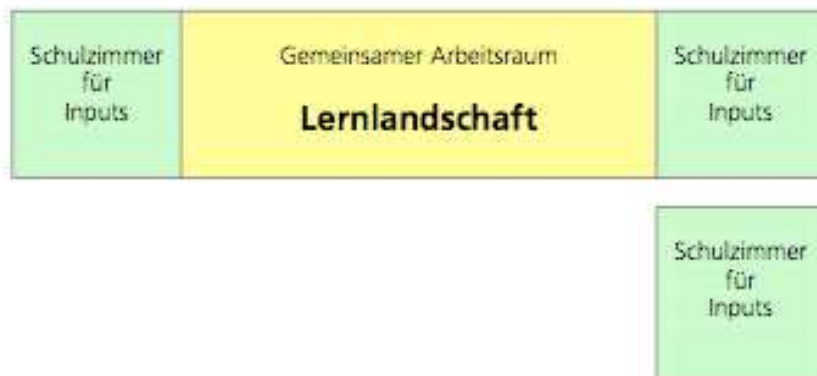 Schulzimmer
für
Inputs
Gemeinsamer Arbeitsraum
Lernlandschaft
Schulzimmer
für
Inputs
Schulzimmer
für
Inputs